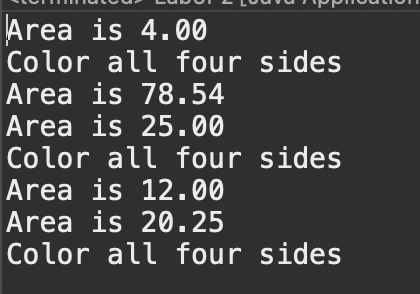 <terminated> Labor 2 [Java Application
Area is 4.00
Color all four sides
Area is 78.54
Area is 25.00
Color all four sides
Area is 12.00
Area is 20.25
Color all four sides